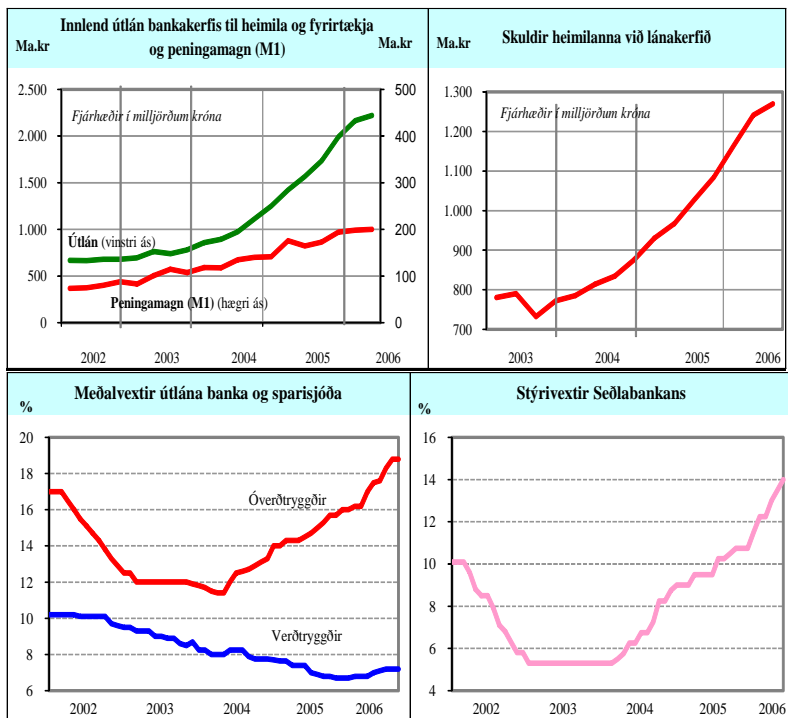 Innlend útlán bankakerfis til heimila og fyrirtækja
og peningamagn (M1)
Ma.kr
Ma.kr
2.500
2.000
1.500
1.000
500
0
500
400
300
200
100
0
Fjárhæðir í milljörðum króna
Útlán (vinstri ás)
Peningamagn (M1) (hægri ás)
2002 2003 2004 2005 2006
Skuldir heimilanna við lánakerfið
Ma.kr
1.300
1.200
1.100
1.000
900
800
700
Fjárhæðir í milljörðum króna
2003 2004 2005 2006
Meðalvextir útlána banka og sparisjóða
%
20
18
16
14
12
10
8
6
Óverðtryggðir
Verðtryggðir
2002 2003 2004 2005 2006
Stýrivextir Seðlabankans
%
16
14
12
10
8
6
4
2002 2003 2004 2005 2006